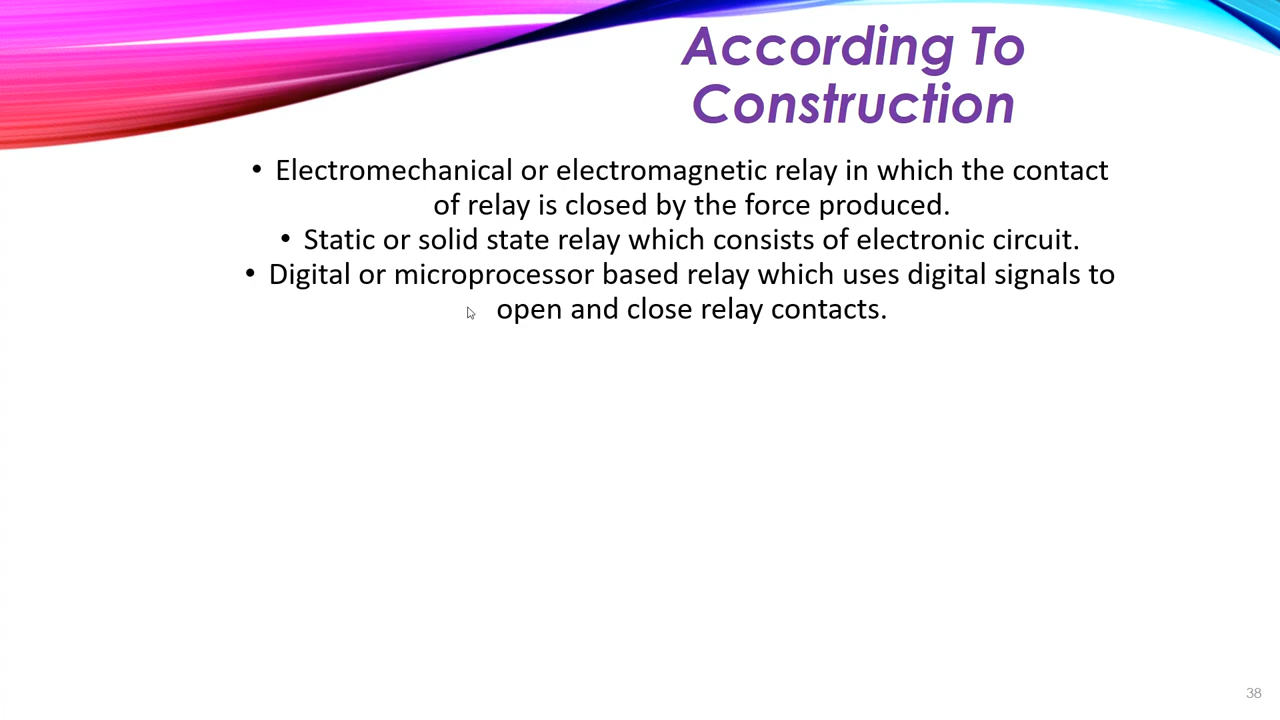 According To
Construction
• Electromechanical or electromagnetic relay in which the contact
of relay is closed by the force produced.
• Static or solid state relay which consists of electronic circuit.
• Digital or microprocessor based relay which uses digital signals to
open and close relay contacts.
38